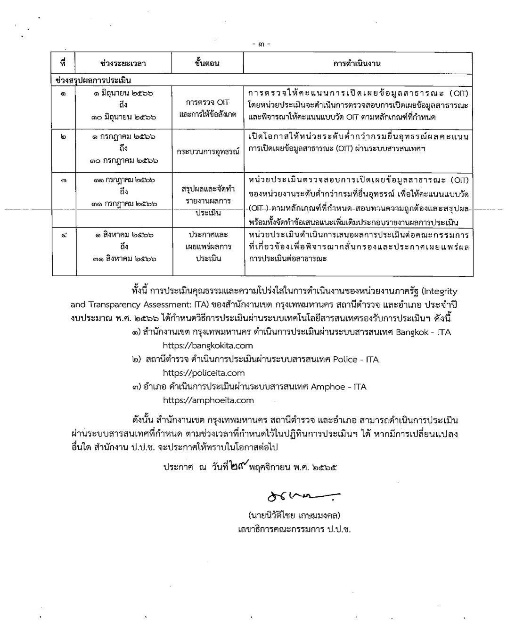 - ๓ -
ที่ ช่วงระยะเวลา ขั้นตอน การดำเนินงาน
ช่วงสรุปผลการประเมิน
๑ ๑ มิถุนายน ๒๕๖๖ ถึง ๓๐ มิถุนายน ๒๕๖๖
การตรวจ OIT และการให้ข้อสังเกต
การตรวจให้คะแนนการเปิดเผยข้อมูลสาธารณะ (OIT)
โดยหน่วยประเมินจะดำเนินการตรวจสอบการเปิดเผยข้อมูลสาธารณะ
และพิจารณาให้คะแนนแบบวัด OIT ตามหลักเกณฑ์ที่กำหนด
๒ ๑ กรกฎาคม ๒๕๖๖ ถึง ๑๐ กรกฎาคม ๒๕๖๖
กระบวนการอุทธรณ์
เปิดโอกาสให้หน่วยระดับต่ำกว่ากรมยื่นอุทธรณ์ผลคะแนน
การเปิดเผยข้อมูลสาธารณะ (OIT) ผ่านระบบสารสนเทศฯ
๓ ๑๑ กรกฎาคม ๒๕๖๖ ถึง ๓๑ กรกฎาคม ๒๕๖๖
สรุปผลและจัดทำ รายงานผลการ ประเมิน
หน่วยประเมินตรวจสอบการเปิดเผยข้อมูลสาธารณะ (OIT)
ของหน่วยงานระดับต่ำกว่ากรมที่ยื่นอุทธรณ์ เพื่อให้คะแนนแบบวัด
(OIT ) ตามหลักเกณฑ์ที่กำหนด สอบทานความถูกต้องและสรุปผล
พร้อมทั้งจัดทำข้อเสนอแนะเพิ่มเติมประกอบรายงานผลการประเมิน
๔ ๑ สิงหาคม ๒๕๖๖ ถึง ๓๑ สิงหาคม ๒๕๖๖
ประกาศและ เผยแพร่ผลการ ประเมิน
หน่วยประเมินดำเนินการเสนอผลการประเมินต่อคณะกรรมการ
ที่เกี่ยวข้องเพื่อพิจารณากลั่นกรองและประกาศเผยแพร่ผล
การประเมินต่อสาธารณะ
ทั้งนี้ การประเมินคุณธรรมและความโปร่งใสในการดำเนินงานของหน่วยงานภาครัฐ (Integrity
and Transparency Assessment: ITA) ของสำนักงานเขต กรุงเทพมหานคร สถานีตำรวจ และอำเภอ ประจำปี
งบประมาณ พ.ศ. ๒๕๖๖ ได้กำหนดวิธีการประเมินผ่านระบบเทคโนโลยีสารสนเทศรองรับการประเมินฯ ดังนี้
๑) สำนักงานเขต กรุงเทพมหานคร ดำเนินการประเมินผ่านระบบสารสนเทศ Bangkok - ITA
https://bangkokita.com
๒) สถานีตำรวจ ดำเนินการประเมินผ่านระบบสารสนเทศ Police - ITA
https://policeita.com
๓) อำเภอ ดำเนินการประเมินผ่านระบบสารสนเทศ Amphoe - ITA
https://amphoeita.com
ดังนั้น สำนักงานเขต กรุงเทพมหานคร สถานีตำรวจ และอำเภอ สามารถดำเนินการประเมิน
ผ่านระบบสารสนเทศที่กำหนด ตามช่วงเวลาที่กำหนดไว้ในปฏิทินการประเมินฯ ได้ หากมีการเปลี่ยนแปลง
อื่นใด สำนักงาน ป.ป.ช. จะประกาศให้ทราบในโอกาสต่อไป
ประกาศ ณ วันที่ ๒๙ พฤศจิกายน พ.ศ. ๒๕๖๕
(นายนิวัติไชย เกษมมงคล)
เลขาธิการคณะกรรมการ ป.ป.ช.